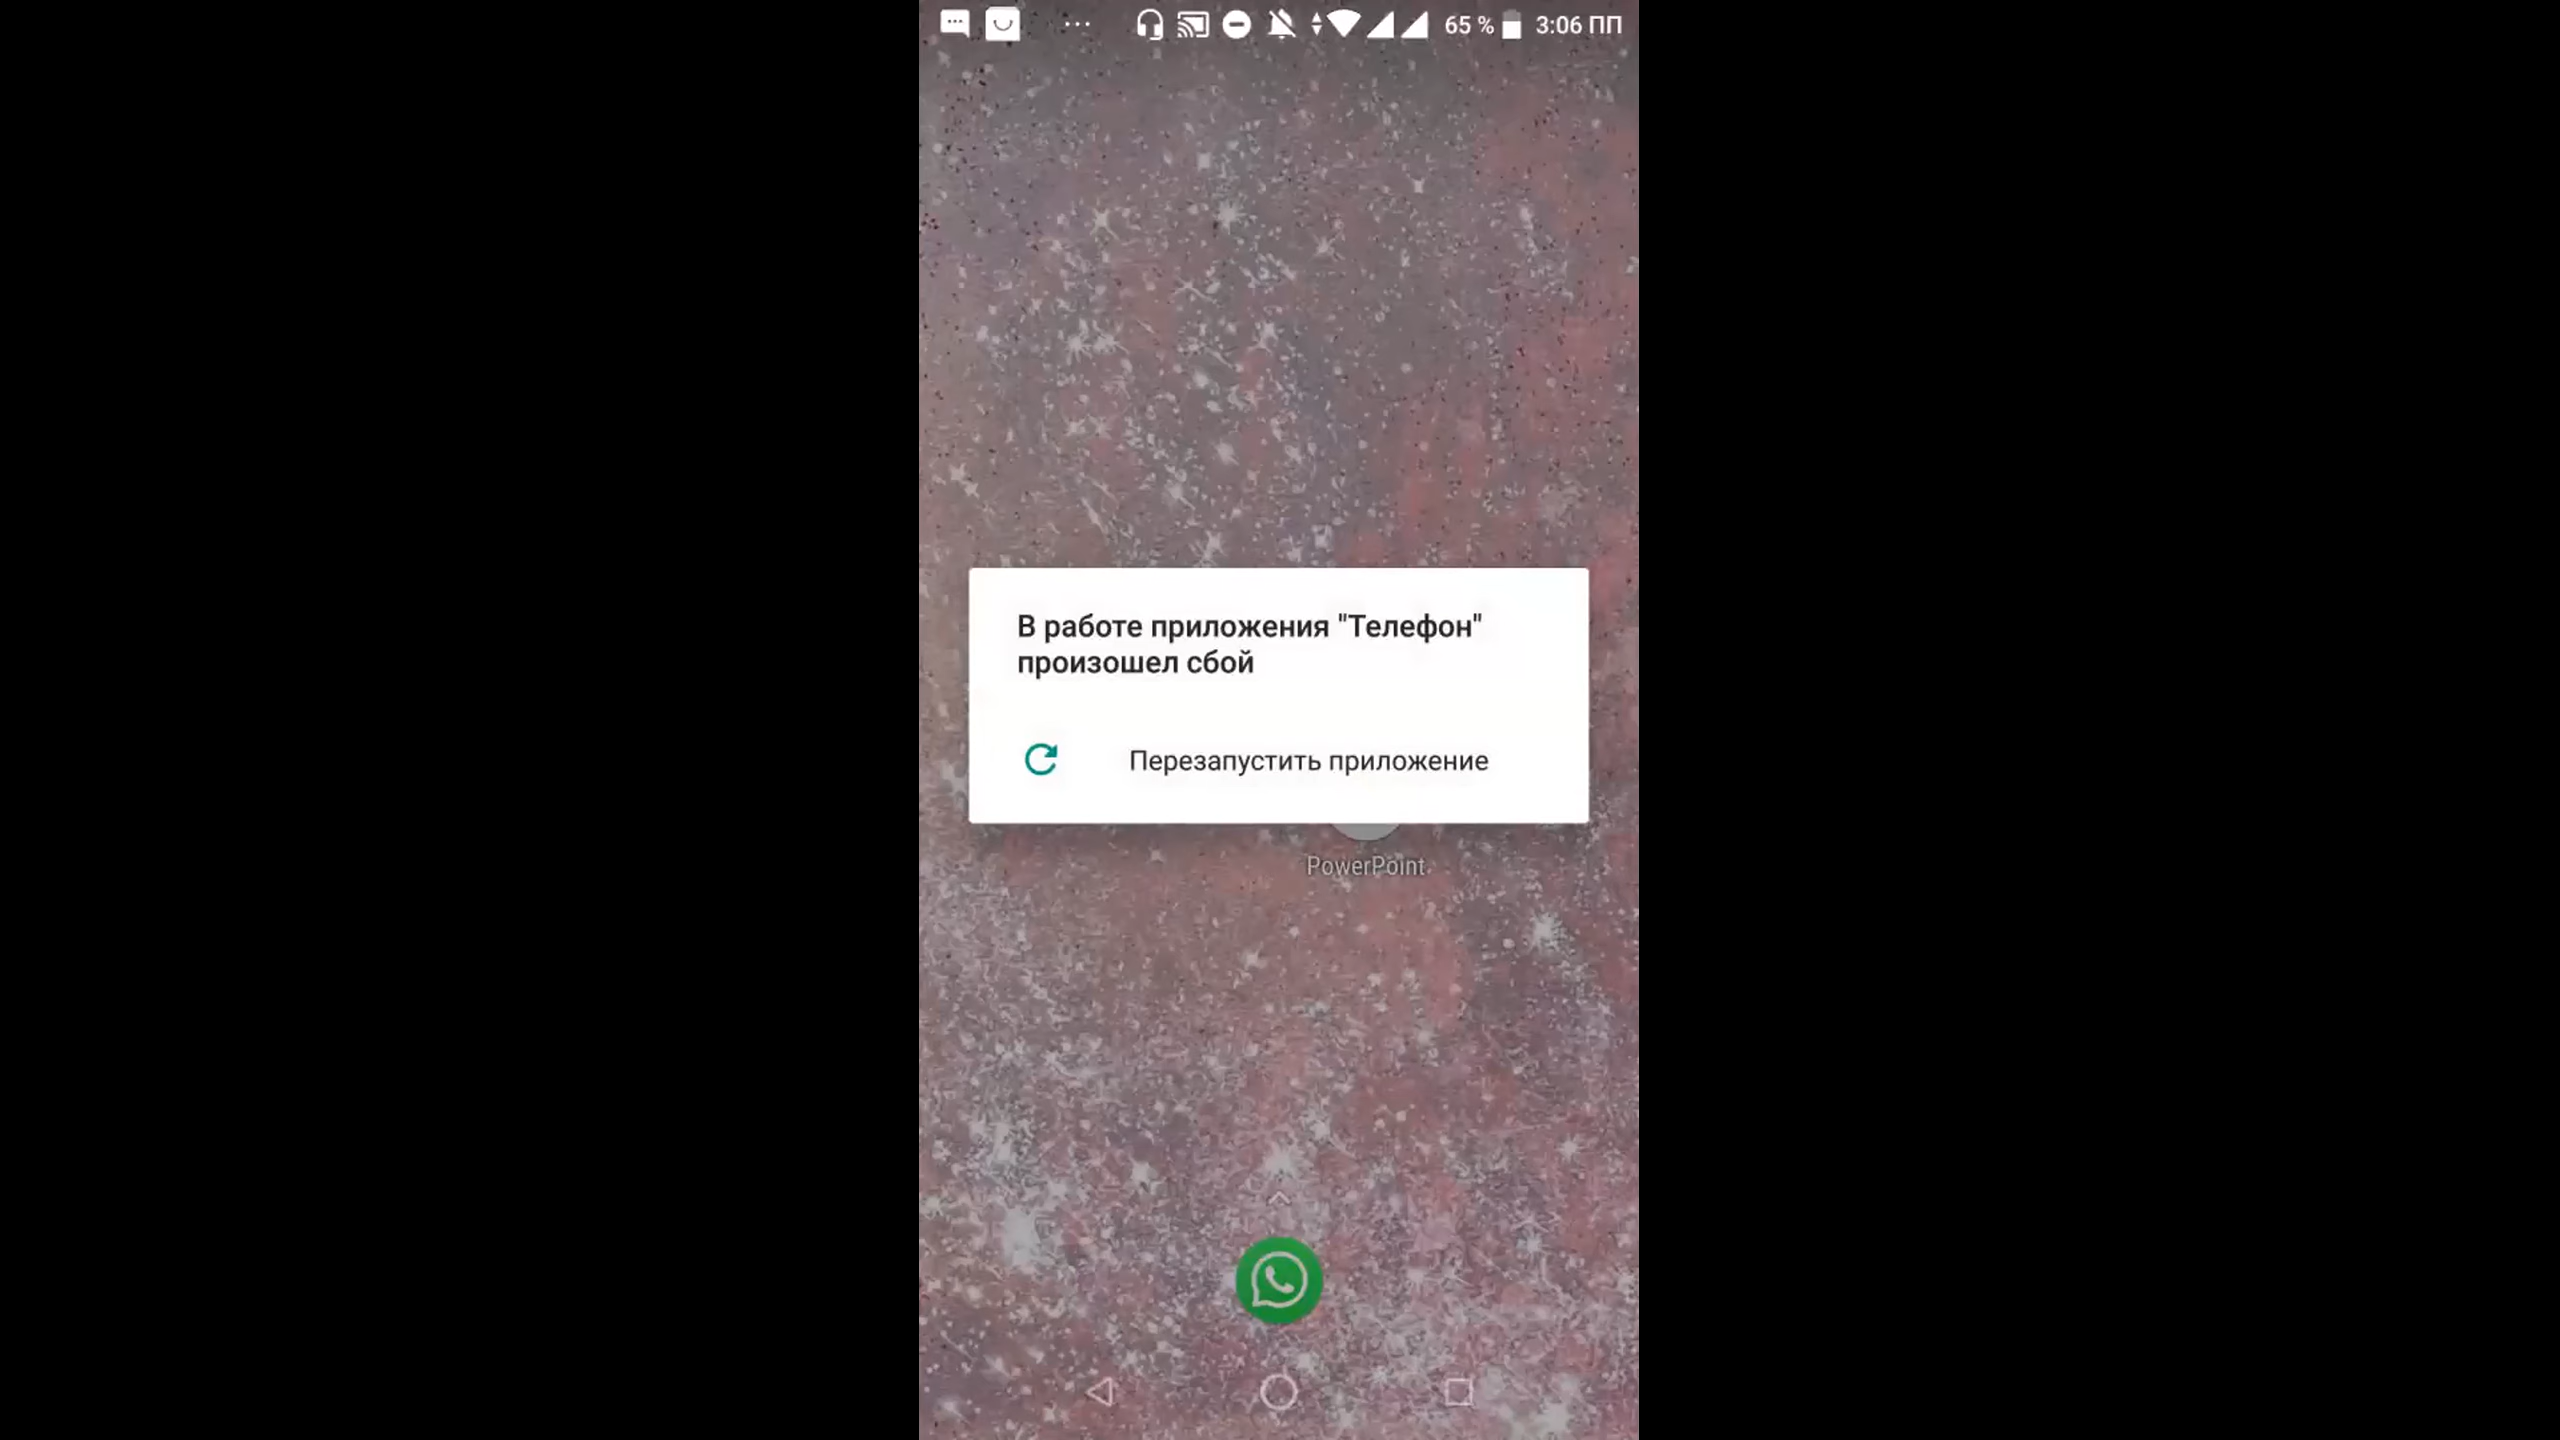 65 % 3:06 ПП
В работе приложения "Телефон"
произошел сбой
Перезапустить приложение
PowerPoint